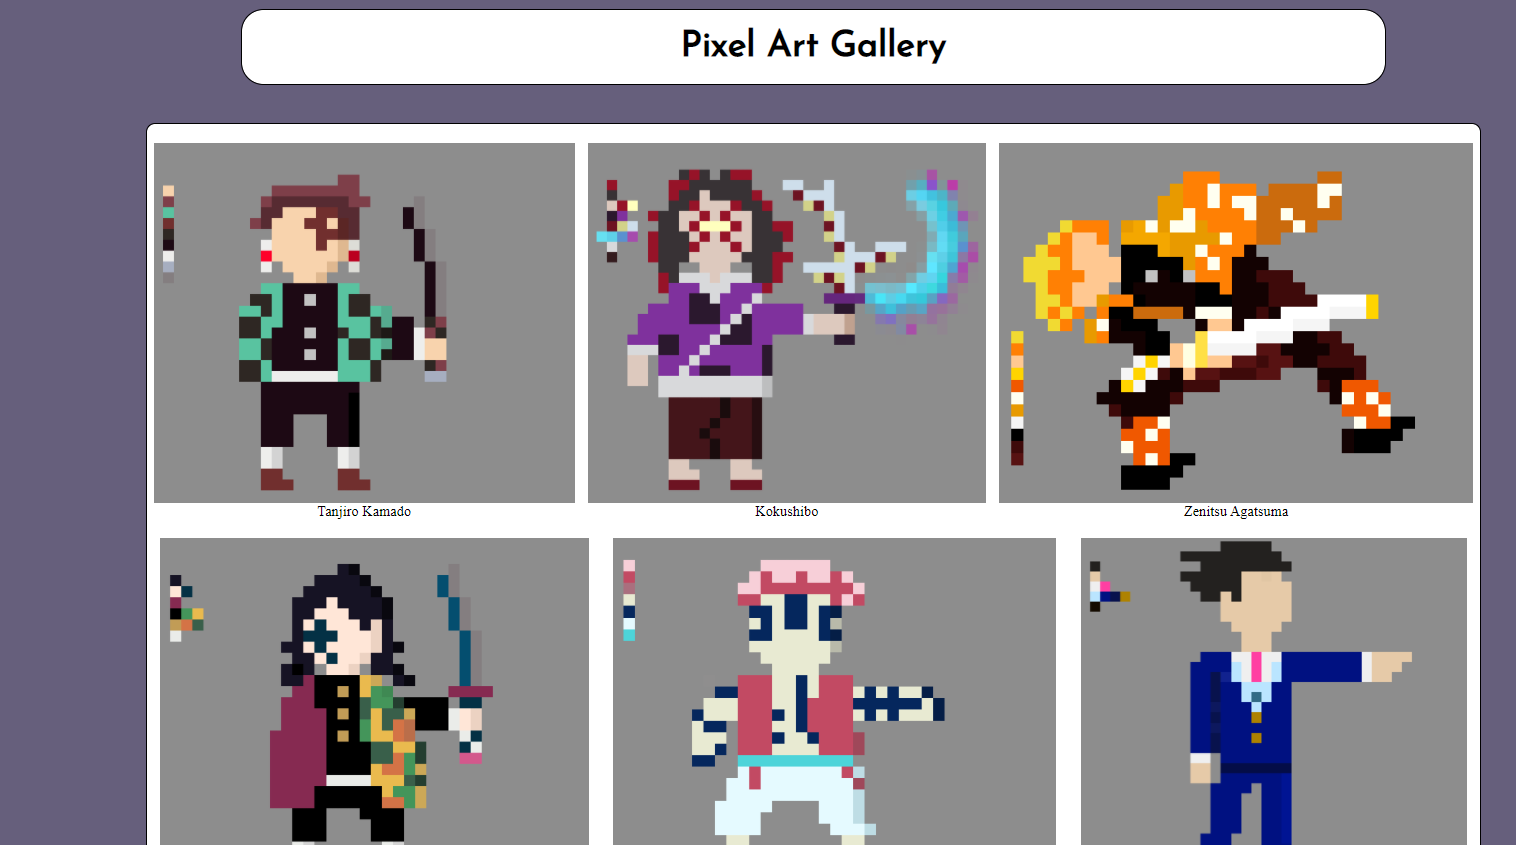 Pixel Art Gallery
Tanjiro Kamado
Kokushibo
Zenitsu Agatsuma